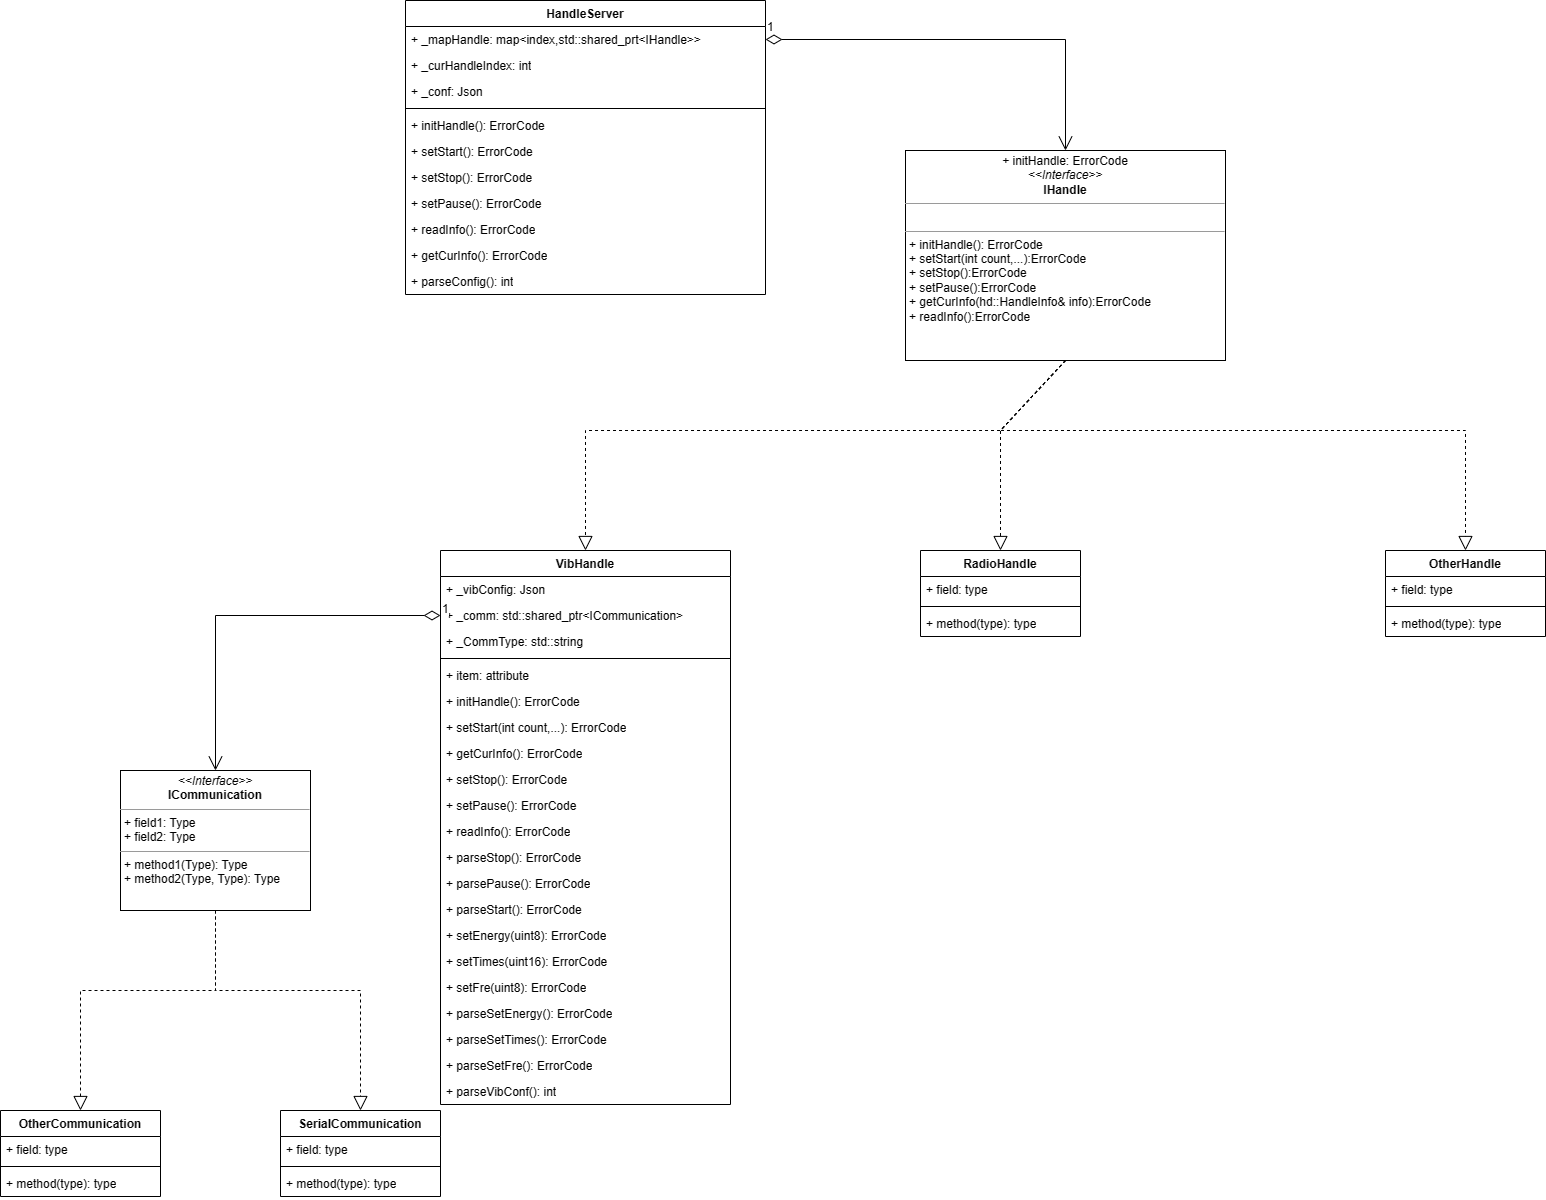 HandleServer
+ _mapHandle: map<index,std::shared_prt<IHandle>>
+ _curHandleIndex: int
+ _conf: Json
+ initHandle(): ErrorCode
+ setStart(): ErrorCode
+ setStop(): ErrorCode
+ setPause(): ErrorCode
+ readInfo(): ErrorCode
+ getCurInfo(): ErrorCode
+ parseConfig(): int
1
+ initHandle: ErrorCode
<<Interface>>
IHandle
+ initHandle(): ErrorCode
+ setStart(int count,...):ErrorCode
+ setStop():ErrorCode
+ setPause():ErrorCode
+ getCurInfo(hd::HandleInfo& info):ErrorCode
+ readInfo():ErrorCode
VibHandle
+ _vibConfig: Json
1
+ _comm: std::shared_ptr<ICommunication>
+ _CommType: std::string
+ item: attribute
+ initHandle(): ErrorCode
+ setStart(int count,...): ErrorCode
+ getCurInfo(): ErrorCode
+ setStop(): ErrorCode
+ setPause(): ErrorCode
+ readInfo(): ErrorCode
+ parseStop(): ErrorCode
+ parsePause(): ErrorCode
+ parseStart(): ErrorCode
+ setEnergy(uint8): ErrorCode
+ setTimes(uint16): ErrorCode
+ setFre(uint8): ErrorCode
+ parseSetEnergy(): ErrorCode
+ parseSetTimes(): ErrorCode
+ parseSetFre(): ErrorCode
+ parseVibConf(): int
RadioHandle
+ field: type
+ method(type): type
OtherHandle
+ field: type
+ method(type): type
<<Interface>>
ICommunication
+ field1: Type
+ field2: Type
+ method1(Type): Type
+ method2(Type, Type): Type
OtherCommunication
+ field: type
+ method(type): type
SerialCommunication
+ field: type
+ method(type): type